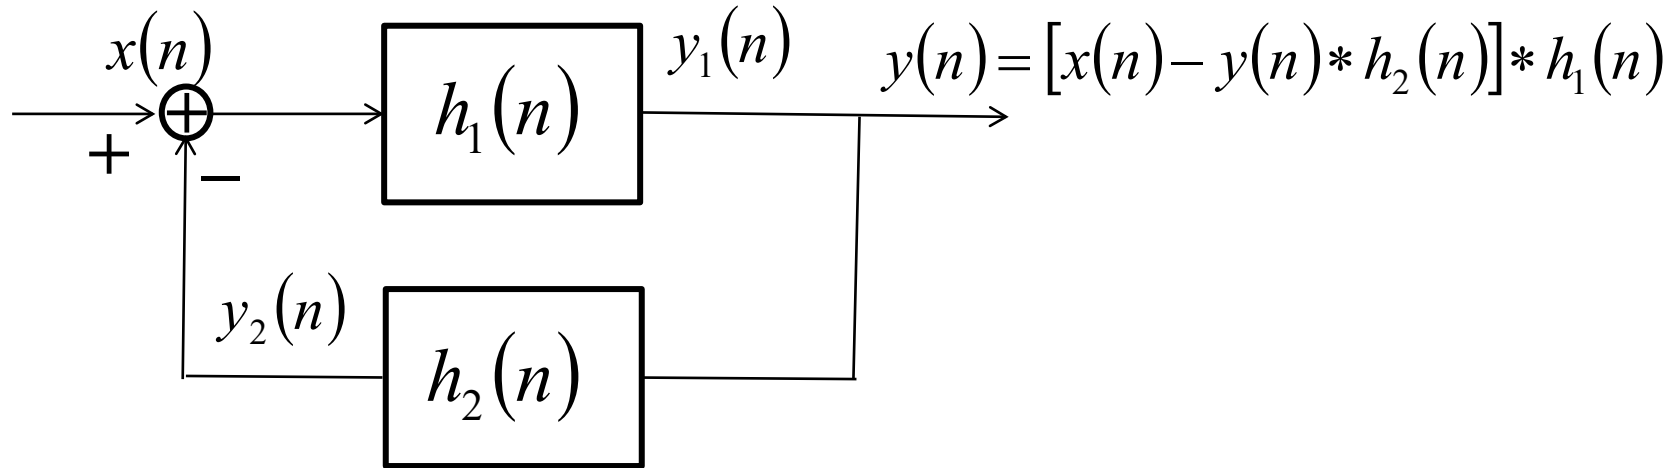 x(n)
y₁(n)
y(n) = [x(n) − y(n) * h₂(n)] * h₁(n)
+
h₁(n)
+
−
y₂(n)
h₂(n)